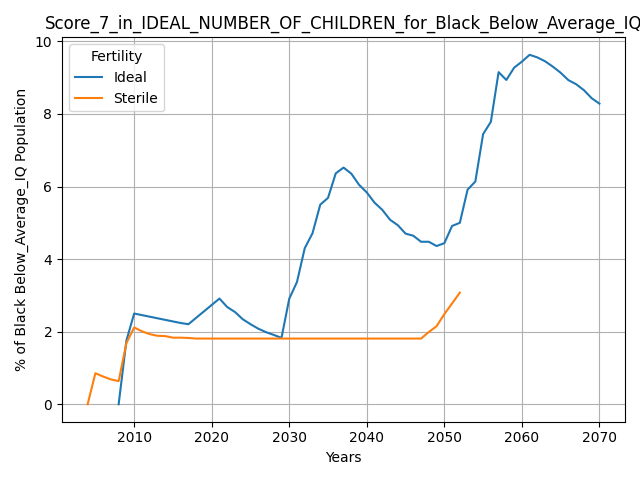 Score_7_in_IDEAL_NUMBER_OF_CHILDREN_for_Black_Below_Average_IQ
Fertility
Ideal
Sterile
% of Black Below_Average_IQ Population
10
8
6
4
2
0
2010 2020 2030 2040 2050 2060 2070
Years